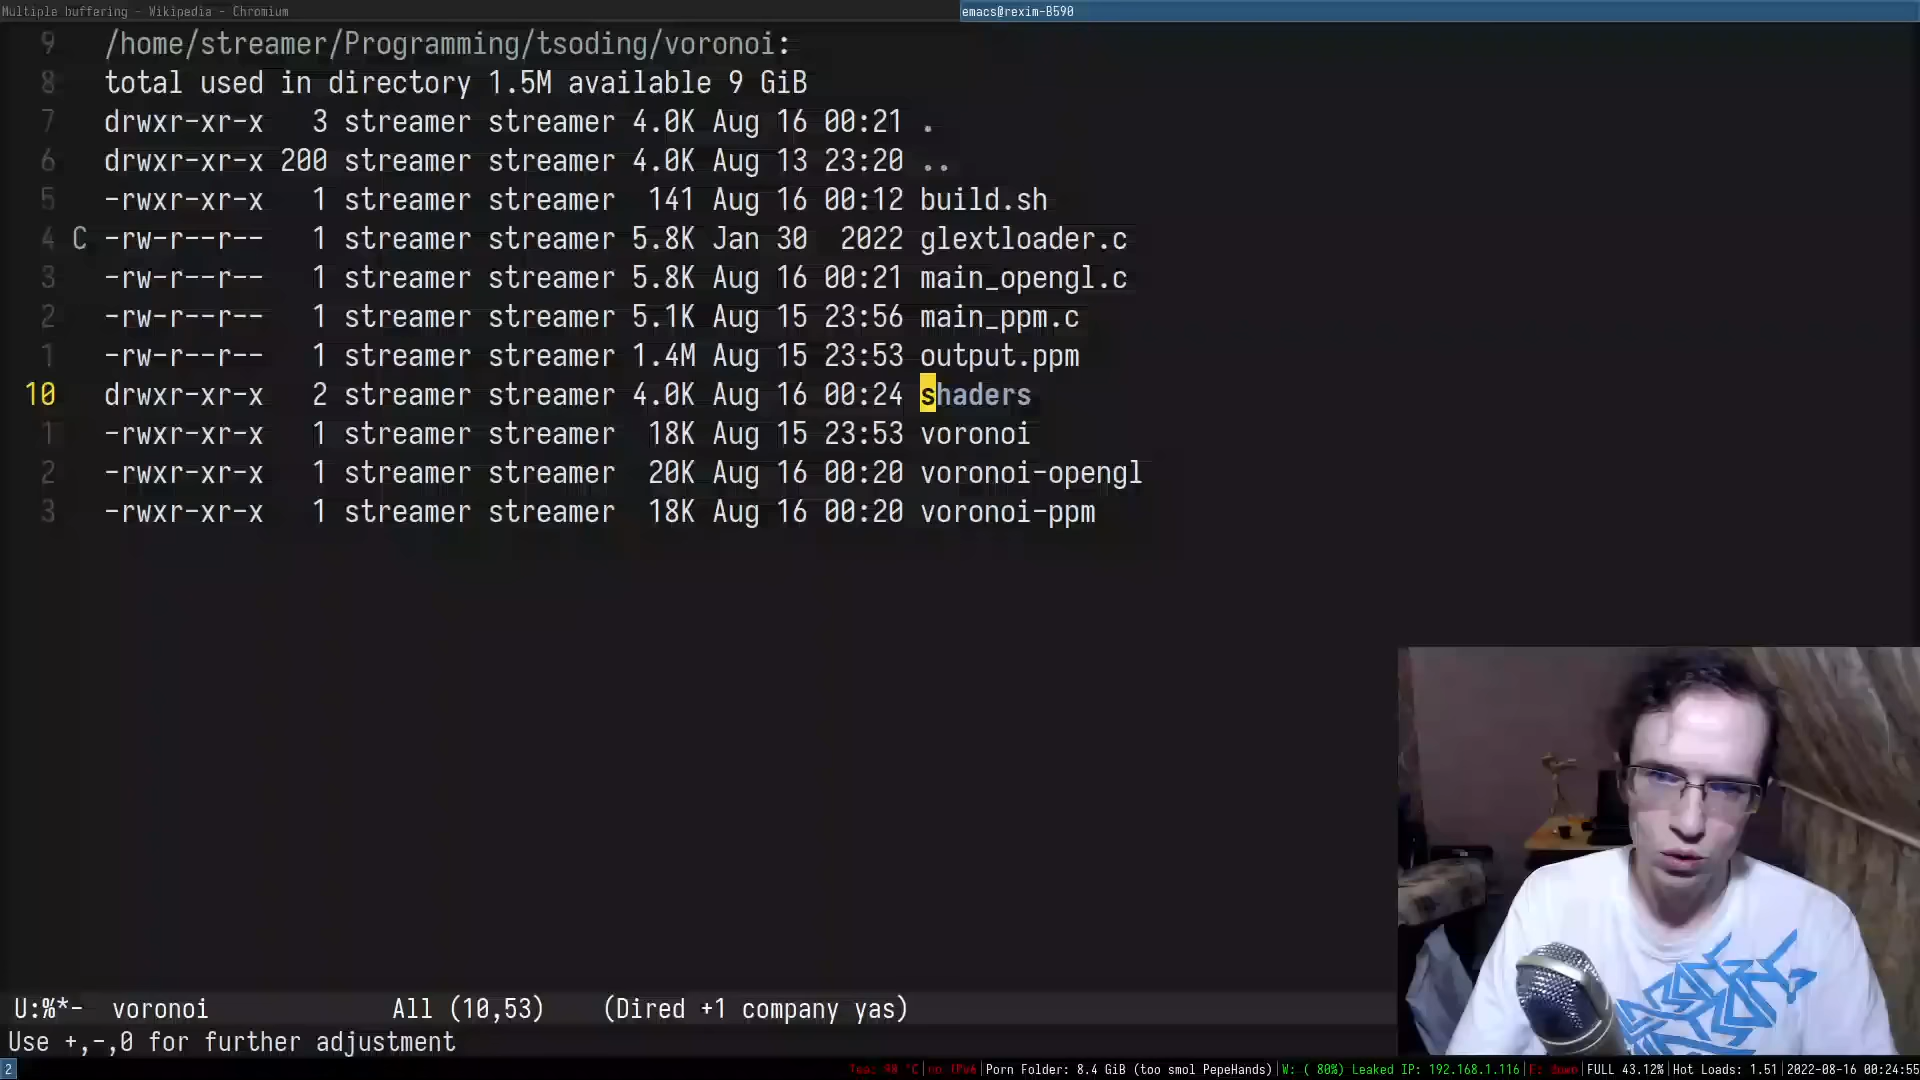 Multiple buffering - Wikipedia - Chromium
emacs@rexim-B590
9 /home/streamer/Programming/tsoding/voronoi:
8 total used in directory 1.5M available 9 GiB
7 drwxr-xr-x 3 streamer streamer 4.0K Aug 16 00:21 .
6 drwxr-xr-x 200 streamer streamer 4.0K Aug 13 23:20 ..
5 -rwxr-xr-x 1 streamer streamer 141 Aug 16 00:12 build.sh
4 C -rw-r--r-- 1 streamer streamer 5.8K Jan 30 2022 glextloader.c
3 -rw-r--r-- 1 streamer streamer 5.8K Aug 16 00:21 main_opengl.c
2 -rw-r--r-- 1 streamer streamer 5.1K Aug 15 23:56 main_ppm.c
1 -rw-r--r-- 1 streamer streamer 1.4M Aug 15 23:53 output.ppm
10 drwxr-xr-x 2 streamer streamer 4.0K Aug 16 00:24 shaders
1 -rwxr-xr-x 1 streamer streamer 18K Aug 15 23:53 voronoi
2 -rwxr-xr-x 1 streamer streamer 20K Aug 16 00:20 voronoi-opengl
3 -rwxr-xr-x 1 streamer streamer 18K Aug 16 00:20 voronoi-ppm
U:%*- voronoi All (10,53) (Dired +1 company yas)
Use +,-,0 for further adjustment
2 no IPv6|Porn Folder: 8.4 GiB (too smol PepeHands)|W: ( 80%) Leaked IP: 192.168.1.116|E: down|FULL 43.12%|Hot Loads: 1.51|2022-08-16 00:24:55